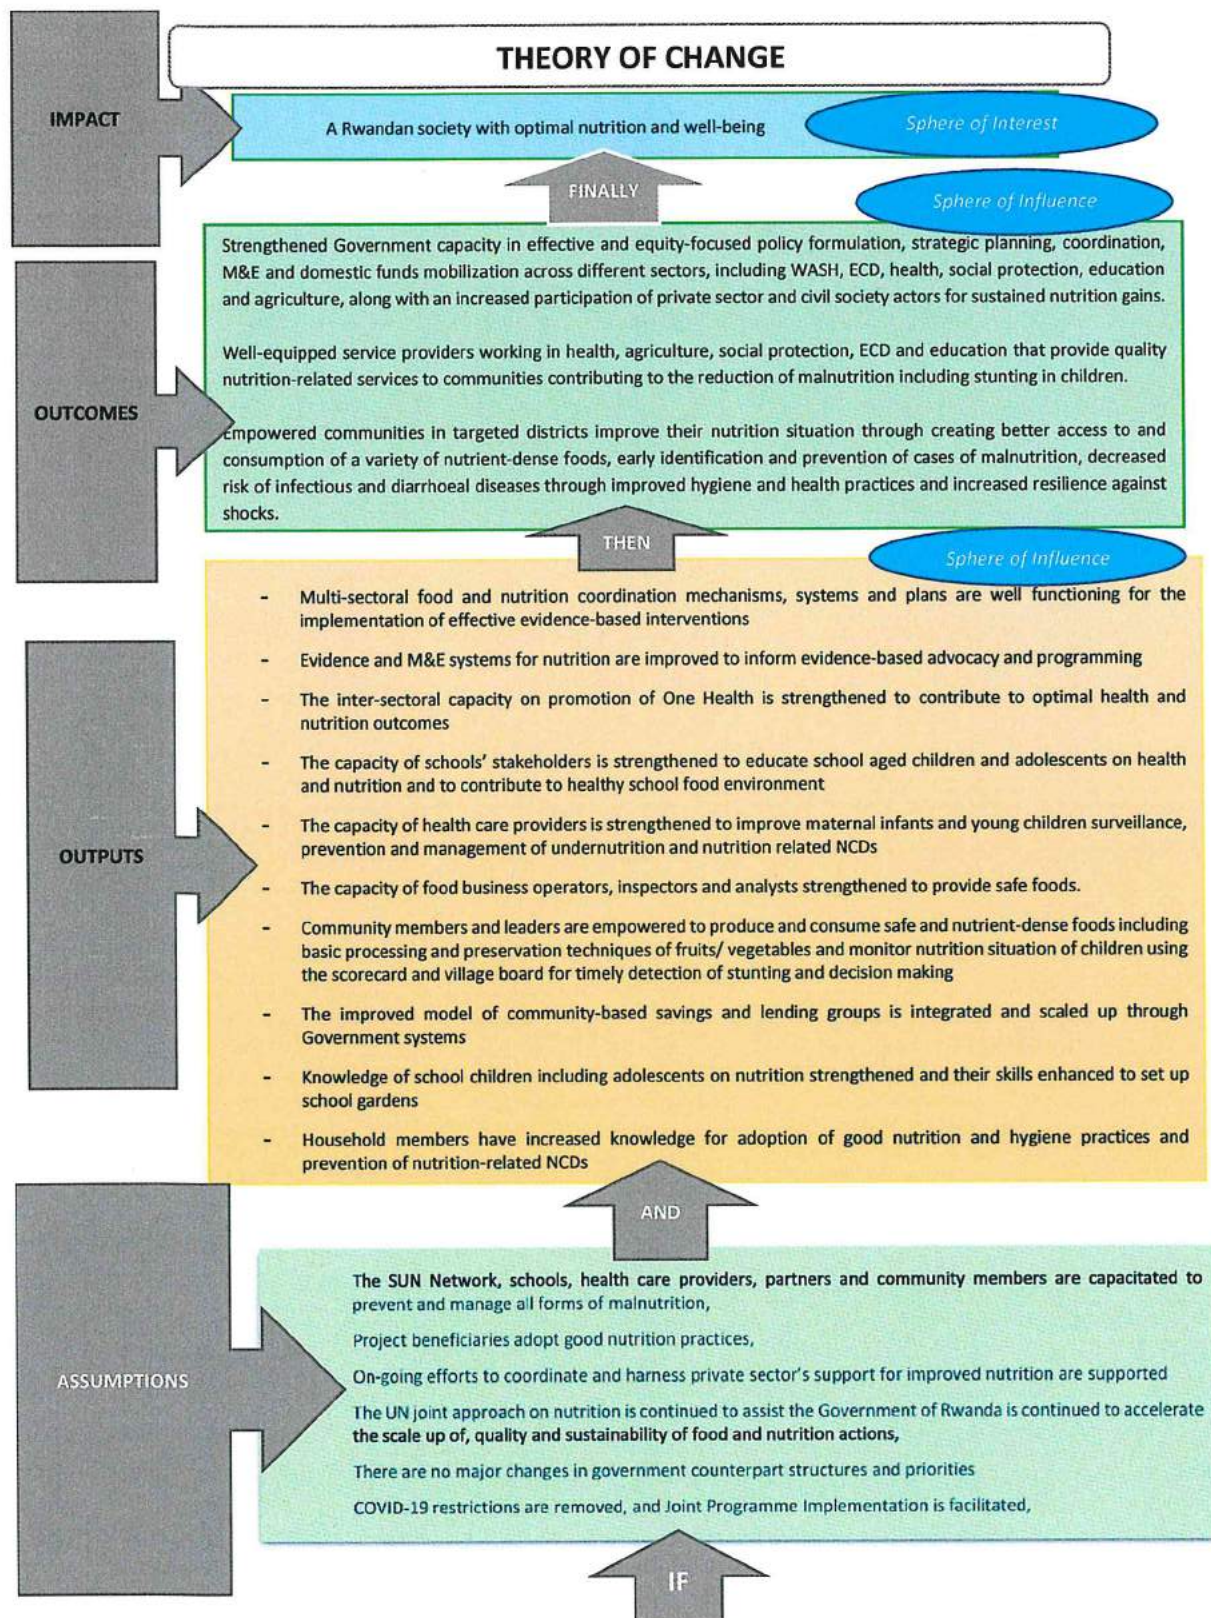 THEORY OF CHANGE
IMPACT
A Rwandan society with optimal nutrition and well-being
Sphere of Interest
FINALLY
Sphere of Influence
Strengthened Government capacity in effective and equity-focused policy formulation, strategic planning, coordination,
M&E and domestic funds mobilization across different sectors, including WASH, ECD, health, social protection, education
and agriculture, along with an increased participation of private sector and civil society actors for sustained nutrition gains.
Well-equipped service providers working in health, agriculture, social protection, ECD and education that provide quality
nutrition-related services to communities contributing to the reduction of malnutrition including stunting in children.
OUTCOMES
Empowered communities in targeted districts improve their nutrition situation through creating better access to and
consumption of a variety of nutrient-dense foods, early identification and prevention of cases of malnutrition, decreased
risk of infectious and diarrhoeal diseases through improved hygiene and health practices and increased resilience against
shocks.
THEN
Sphere of Influence
- Multi-sectoral food and nutrition coordination mechanisms, systems and plans are well functioning for the
implementation of effective evidence-based interventions
- Evidence and M&E systems for nutrition are improved to inform evidence-based advocacy and programming
- The inter-sectoral capacity on promotion of One Health is strengthened to contribute to optimal health and
nutrition outcomes
- The capacity of schools' stakeholders is strengthened to educate school aged children and adolescents on health
and nutrition and to contribute to healthy school food environment
- The capacity of health care providers is strengthened to improve maternal infants and young children surveillance,
prevention and management of undernutrition and nutrition related NCDs
OUTPUTS
- The capacity of food business operators, inspectors and analysts strengthened to provide safe foods.
- Community members and leaders are empowered to produce and consume safe and nutrient-dense foods including
basic processing and preservation techniques of fruits/ vegetables and monitor nutrition situation of children using
the scorecard and village board for timely detection of stunting and decision making
- The improved model of community-based savings and lending groups is integrated and scaled up through
Government systems
- Knowledge of school children including adolescents on nutrition strengthened and their skills enhanced to set up
school gardens
- Household members have increased knowledge for adoption of good nutrition and hygiene practices and
prevention of nutrition-related NCDs
AND
The SUN Network, schools, health care providers, partners and community members are capacitated to
prevent and manage all forms of malnutrition,
Project beneficiaries adopt good nutrition practices,
ASSUMPTIONS
On-going efforts to coordinate and harness private sector's support for improved nutrition are supported
The UN joint approach on nutrition is continued to assist the Government of Rwanda is continued to accelerate
the scale up of, quality and sustainability of food and nutrition actions,
There are no major changes in government counterpart structures and priorities
COVID-19 restrictions are removed, and Joint Programme Implementation is facilitated,
IF